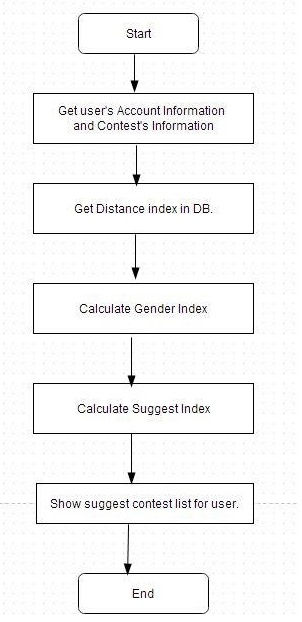 Start
Get user's Account Information
and Contest's Information
Get Distance index in DB.
Calculate Gender Index
Calculate Suggest Index
Show suggest contest list for user.
End